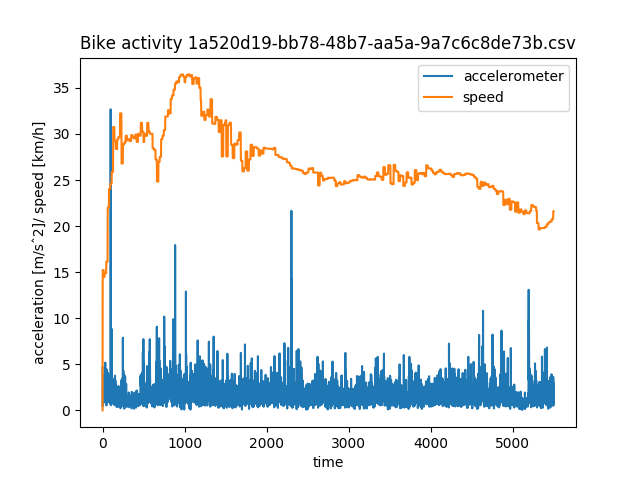 Bike activity 1a520d19-bb78-48b7-aa5a-9a7c6c8de73b.csv
accelerometer
speed
acceleration [m/s^2]/ speed [km/h]
35
30
25
20
15
10
5
0
0 1000 2000 3000 4000 5000
time